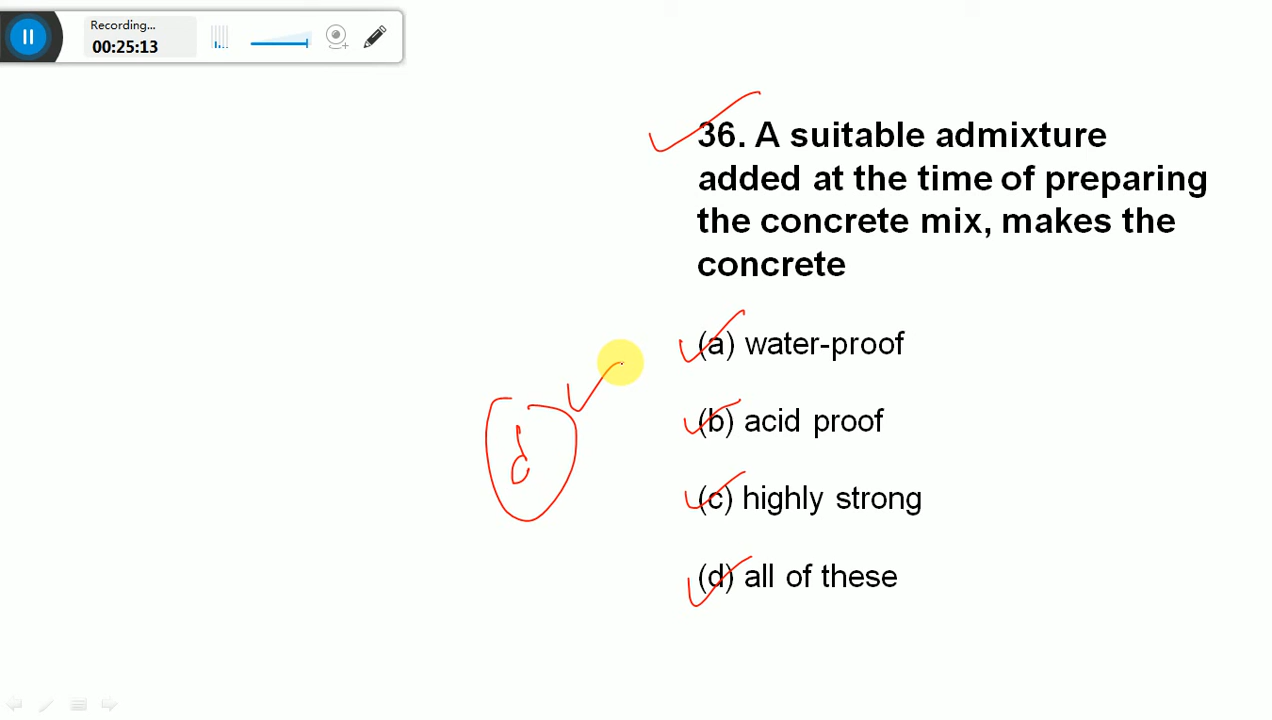 Recording...
00:25:13
36. A suitable admixture
added at the time of preparing
the concrete mix, makes the
concrete
(a) water-proof
(b) acid proof
d
(c) highly strong
(d) all of these